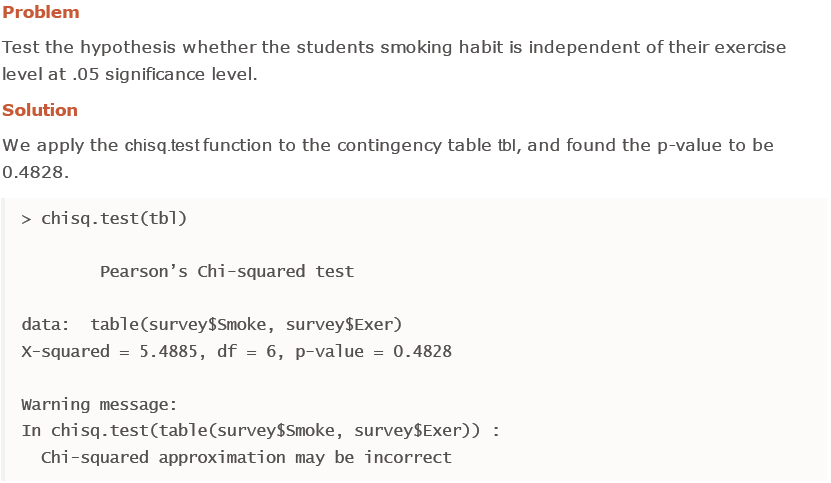 Problem
Test the hypothesis whether the students smoking habit is independent of their exercise
level at .05 significance level.
Solution
We apply the chisq.test function to the contingency table tbl, and found the p-value to be
0.4828.
> chisq.test(tbl)
Pearson’s Chi-squared test
data:  table(survey$Smoke, survey$Exer)
X-squared = 5.4885, df = 6, p-value = 0.4828
Warning message:
In chisq.test(table(survey$Smoke, survey$Exer)) :
Chi-squared approximation may be incorrect